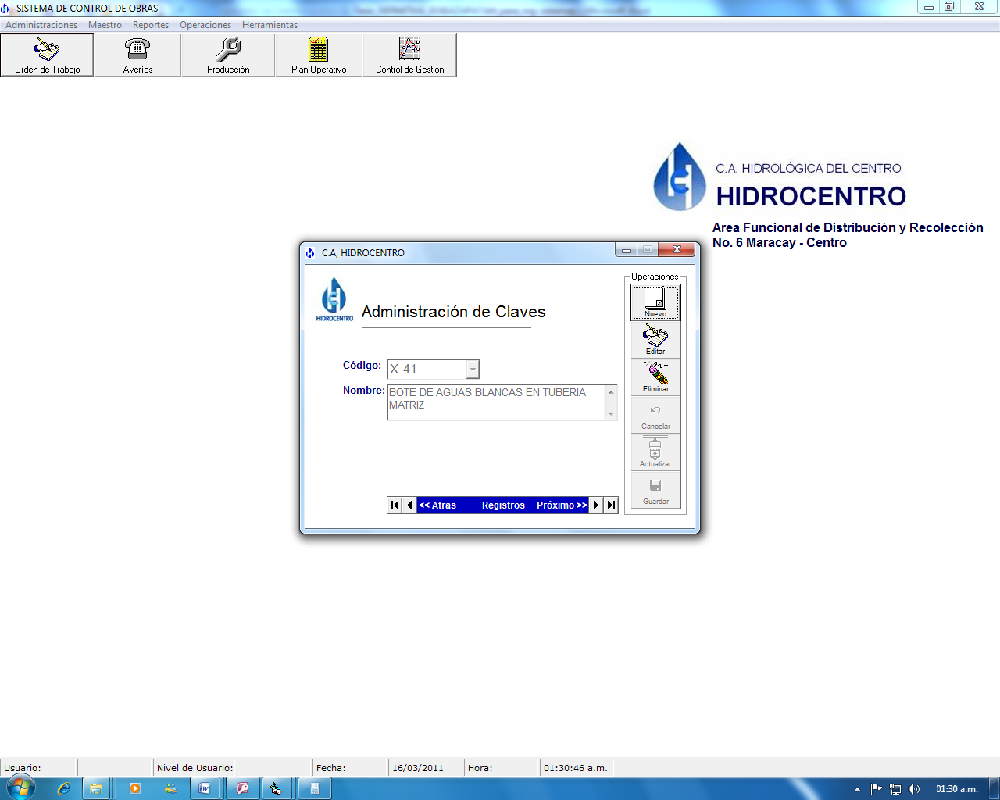 SISTEMA DE CONTROL DE OBRAS
Administraciones Maestro Reportes Operaciones Herramientas
Orden de Trabajo Averías Producción Plan Operativo Control de Gestion
C.A. HIDROLÓGICA DEL CENTRO
HIDROCENTRO
Area Funcional de Distribución y Recolección
No. 6 Maracay - Centro
C.A, HIDROCENTRO
HIDROCENTRO
Administración de Claves
Código: X-41
Nombre: BOTE DE AGUAS BLANCAS EN TUBERIA
MATRIZ
<< Atras Registros Próximo >>
Operaciones
Nuevo
Editar
Eliminar
Cancelar
Actualizar
Guardar
Usuario: Nivel de Usuario: Fecha: 16/03/2011 Hora: 01:30:46 a.m.
01:30 a.m.